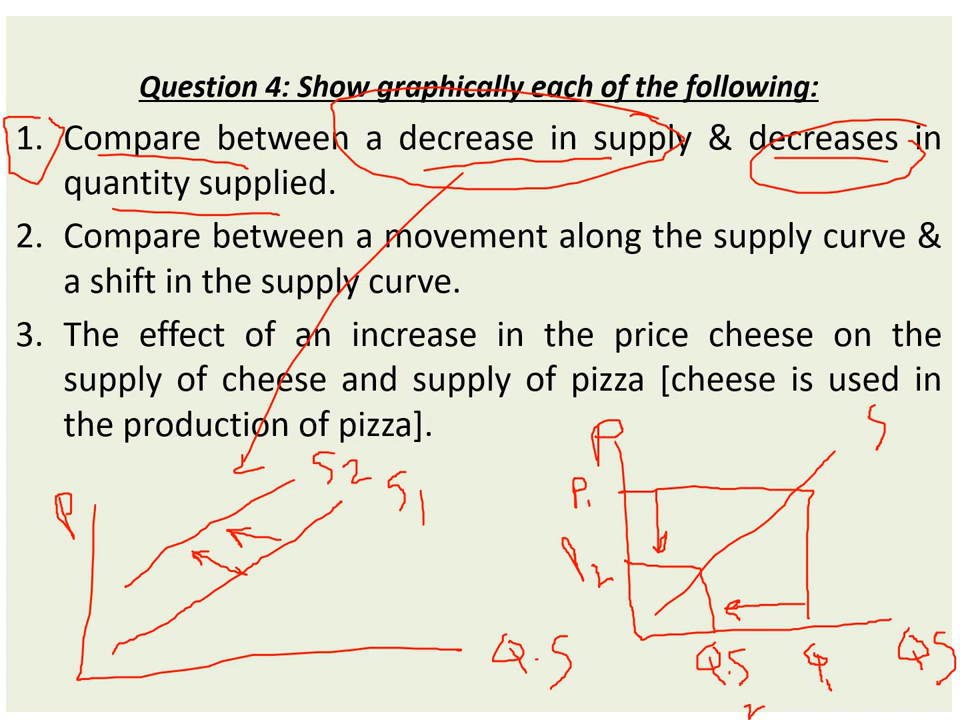 Question 4: Show graphically each of the following:
1. Compare between a decrease in supply & decreases in
quantity supplied.
2. Compare between a movement along the supply curve &
a shift in the supply curve.
3. The effect of an increase in the price cheese on the
supply of cheese and supply of pizza [cheese is used in
the production of pizza].
P S2 S1
Q.S
P S
P1
P2
Q.S Q1 QS
2